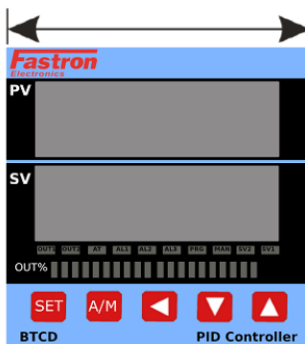 Fastron
Electronics
PV
SV
OUT1 OUT2 AT AL1 AL2 AL3 PRG MAN SV2 SV1
OUT%
SET A/M
BTCD PID Controller